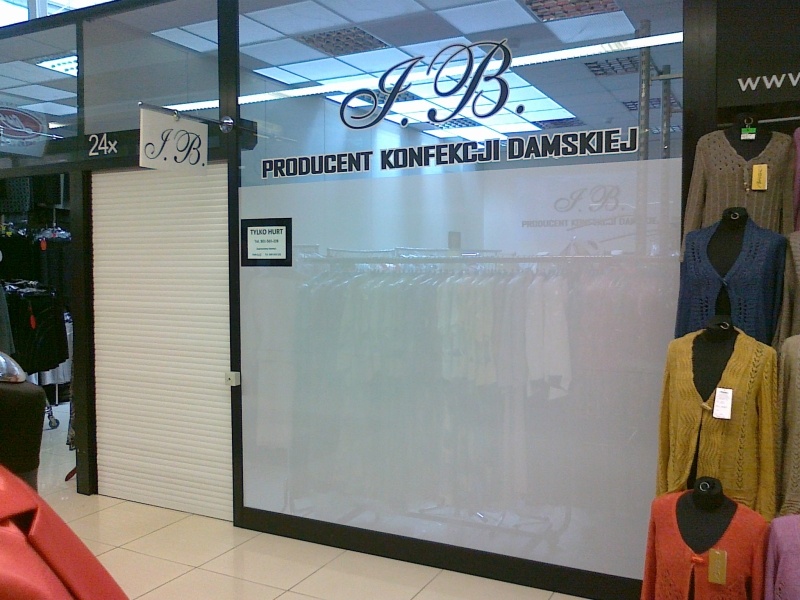 J.B.
PRODUCENT KONFEKCJI DAMSKIEJ
24x
J.B.
TYLKO HURT
J.B.
PRODUCENT KONFEKCJI DAMSKIEJ
www